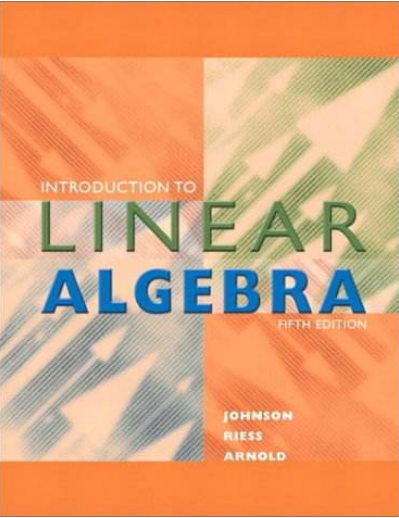 INTRODUCTION TO
LINEAR
ALGEBRA
FIFTH EDITION
JOHNSON
RIESS
ARNOLD